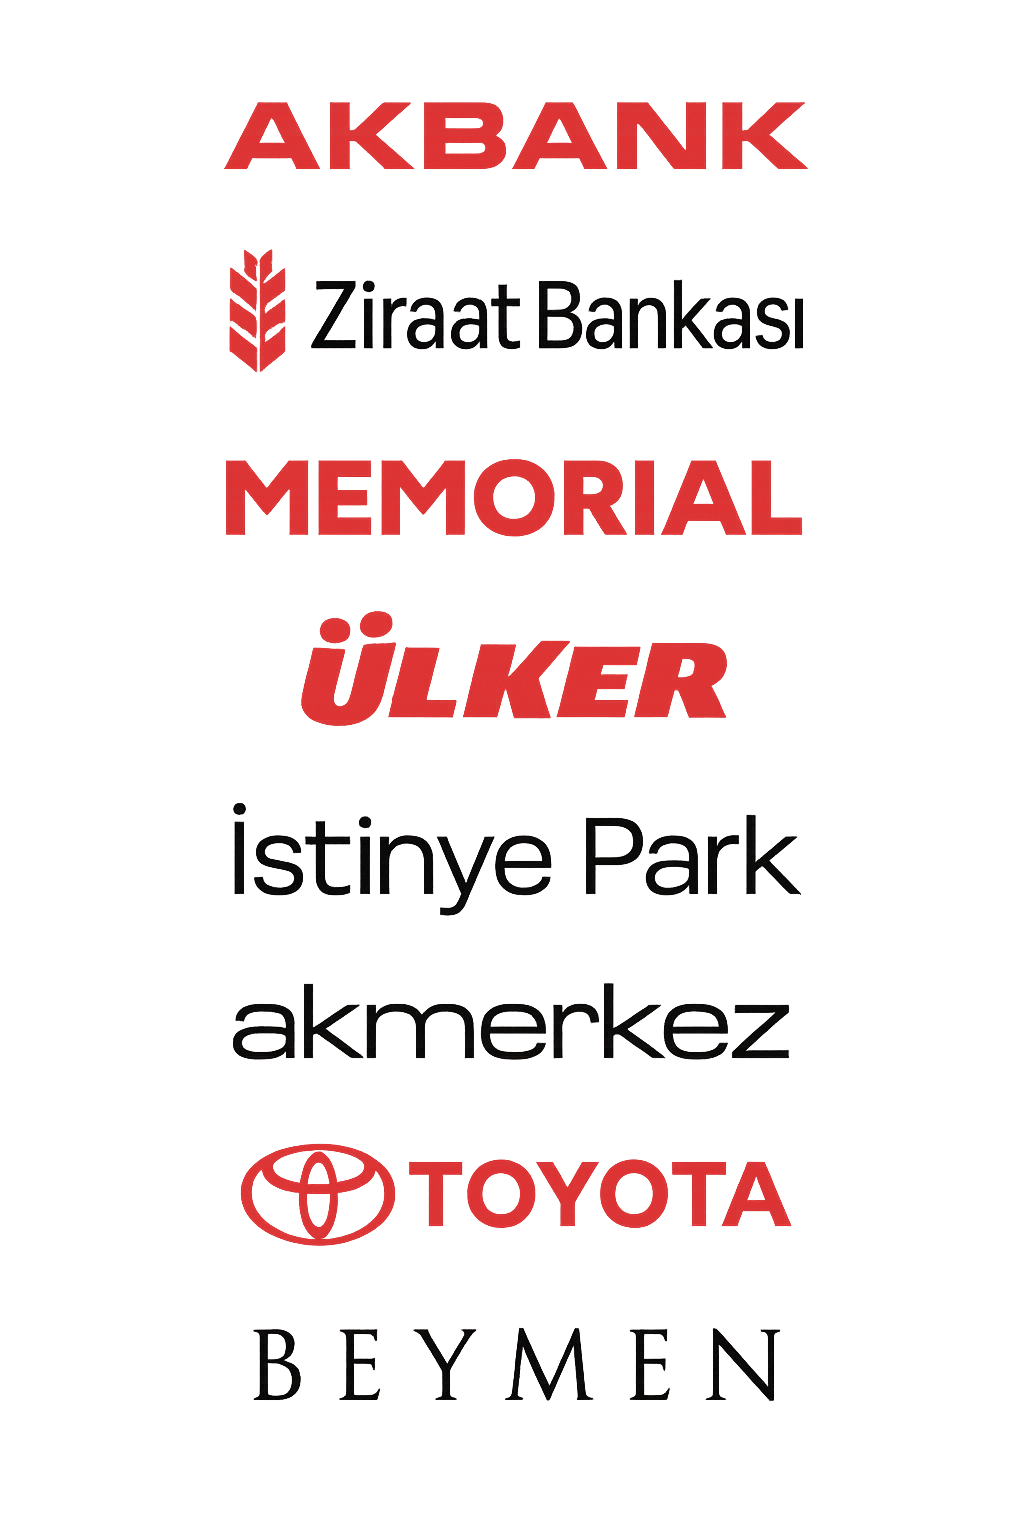 AKBANK
Ziraat Bankası
MEMORIAL
ÜLKER
İstinye Park
akmerkez
TOYOTA
BEYMEN